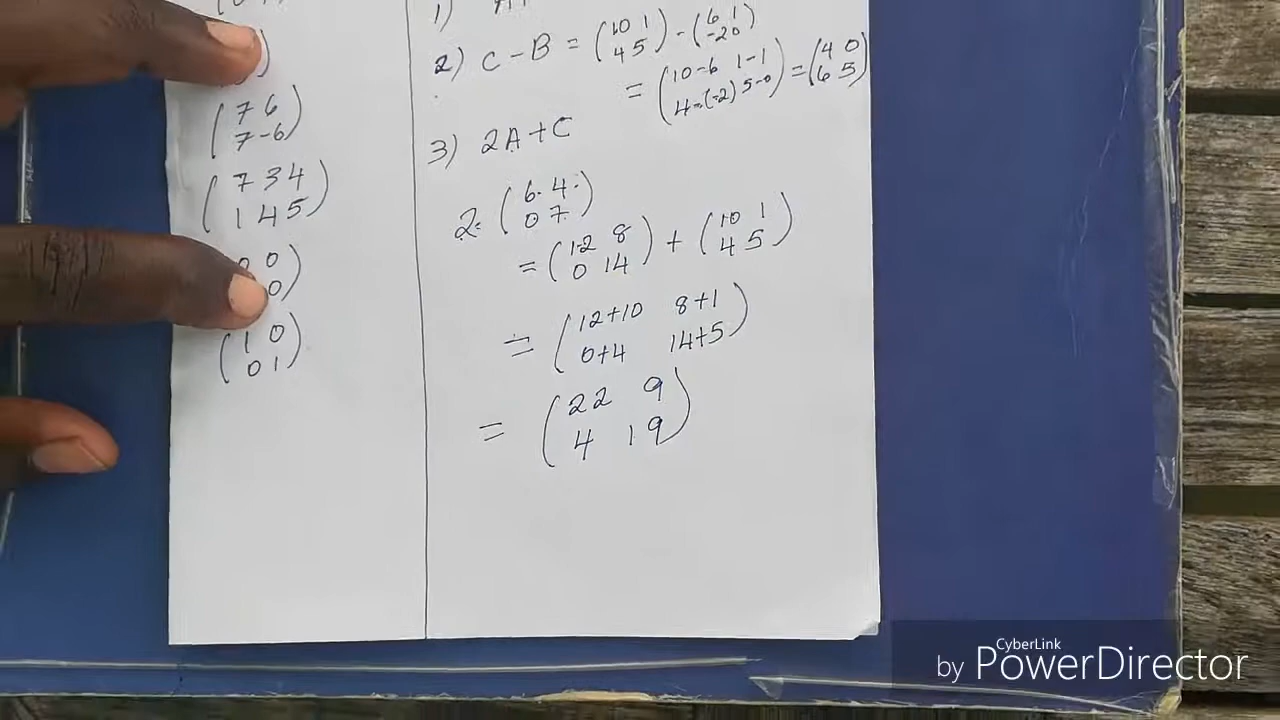 (7 6
7 -6)
(7 3 4
1 4 5)
0
0)
(1 0
0 1)
1)
2) C - B = (10 1
4 5) - (6 1
-2 0)
= (10-6 1-1
4-(-2) 5-0) = (4 0
6 5)
3) 2A + C
2· (6 4
0 7)
= (12 8
0 14) + (10 1
4 5)
= (12+10 8+1
0+4 14+5)
= (22 9
4 19)
CyberLink
by PowerDirector